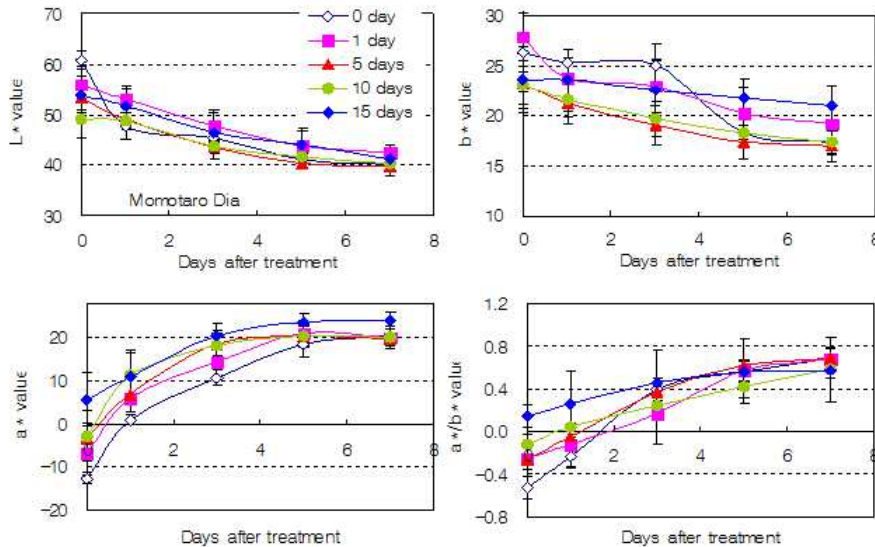 70
60
50
40
30
L* value
0
2
4
6
8
Days after treatment
Momotaro Dia
0 day
1 day
5 days
10 days
15 days
30
25
20
15
10
b* value
0
2
4
6
8
Days after treatment
20
10
0
-10
-20
a* value
2
4
6
8
Days after treatment
1.2
0.8
0.4
0.0
-0.4
-0.8
a*/b* value
2
4
6
8
Days after treatment